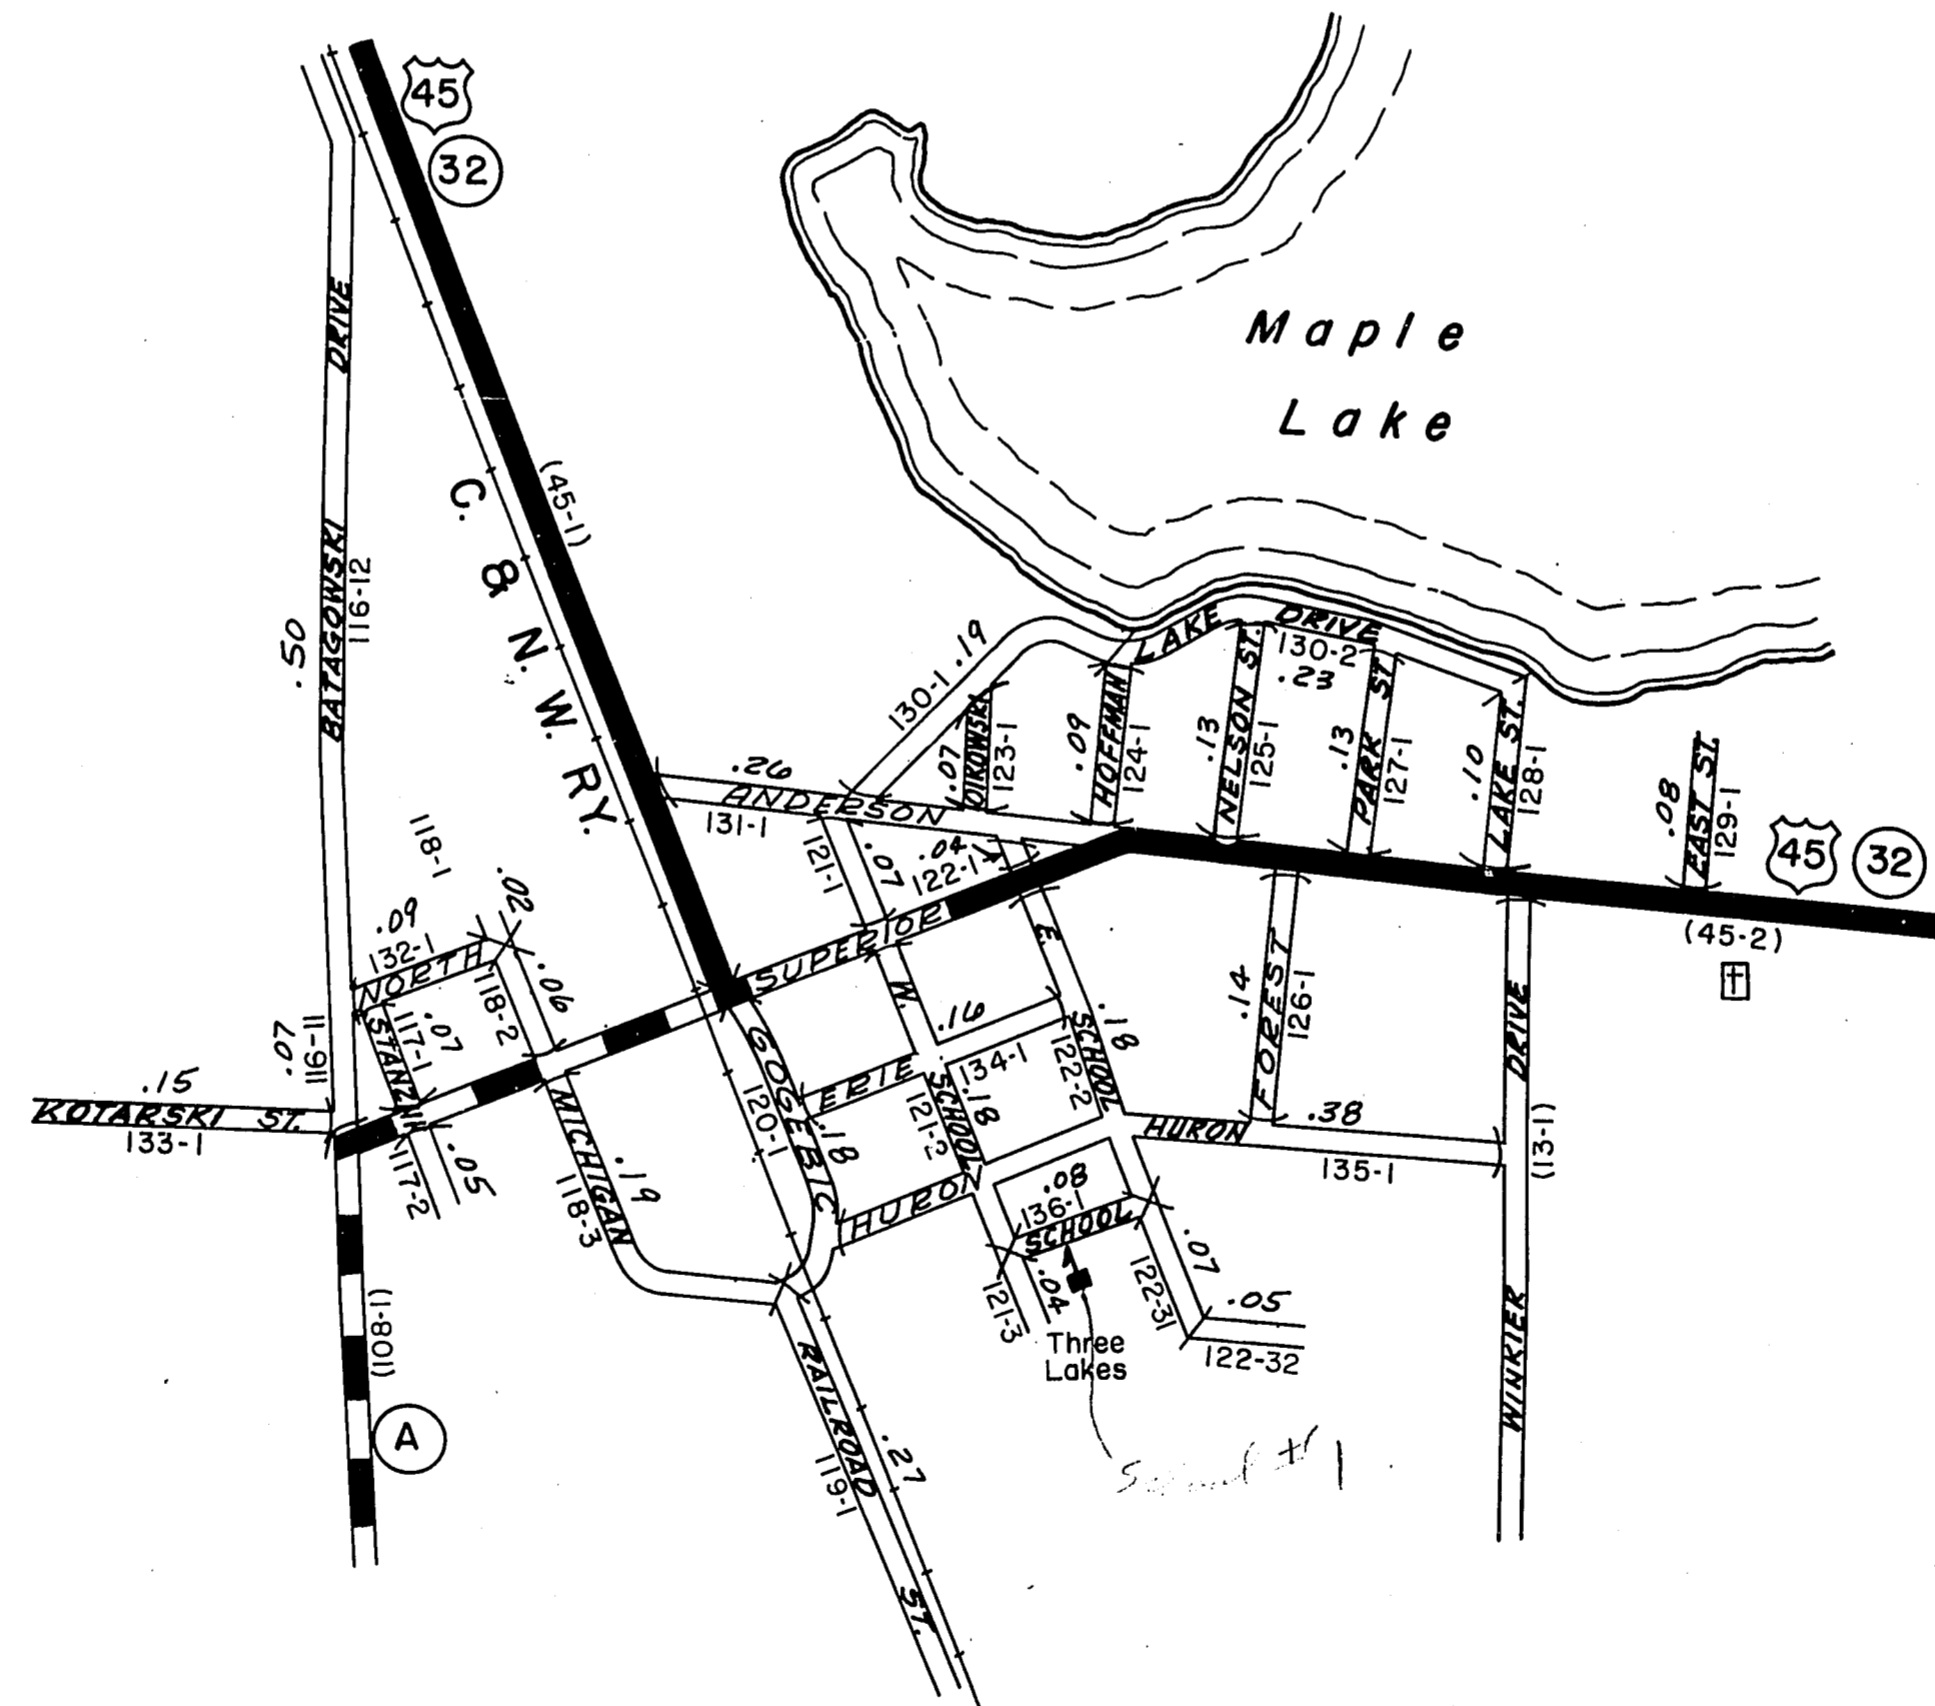 45
32
Maple
Lake
DRIVE
BATAGOWSKI
116-12
.50
(45-1)
C. & N. W. RY.
LAKE DRIVE
130-2
.23
130-1
.19
.07
123-1
.09
HOFFMAN
124-1
.13
NELSON ST.
125-1
.13
PARK ST.
127-1
.10
LAKE ST.
128-1
.08
EAST ST.
129-1
45
32
(45-2)
.26
ANDERSON
131-1
121-1
.07
.04
122-1
SUPERIOR
118-1
.02
.09
132-1
NORTH
118-2
.06
STANZIL
117-1
.07
.07
116-11
.15
KOTARSKI ST.
133-1
117-2
.05
MICHIGAN
118-3
.19
GOGEBIC
120-1
.18
W. SCHOOL
121-2
.18
ERIE
134-1
.16
E. SCHOOL
122-2
.18
FOREST
126-1
.14
HURON
.38
135-1
HURON
.08
136-1
SCHOOL
121-3
.04
Three
Lakes
122-31
.07
.05
122-32
WINKLER DRIVE
(13-1)
(108-1)
A
RAILROAD ST.
119-1
.27
# 1